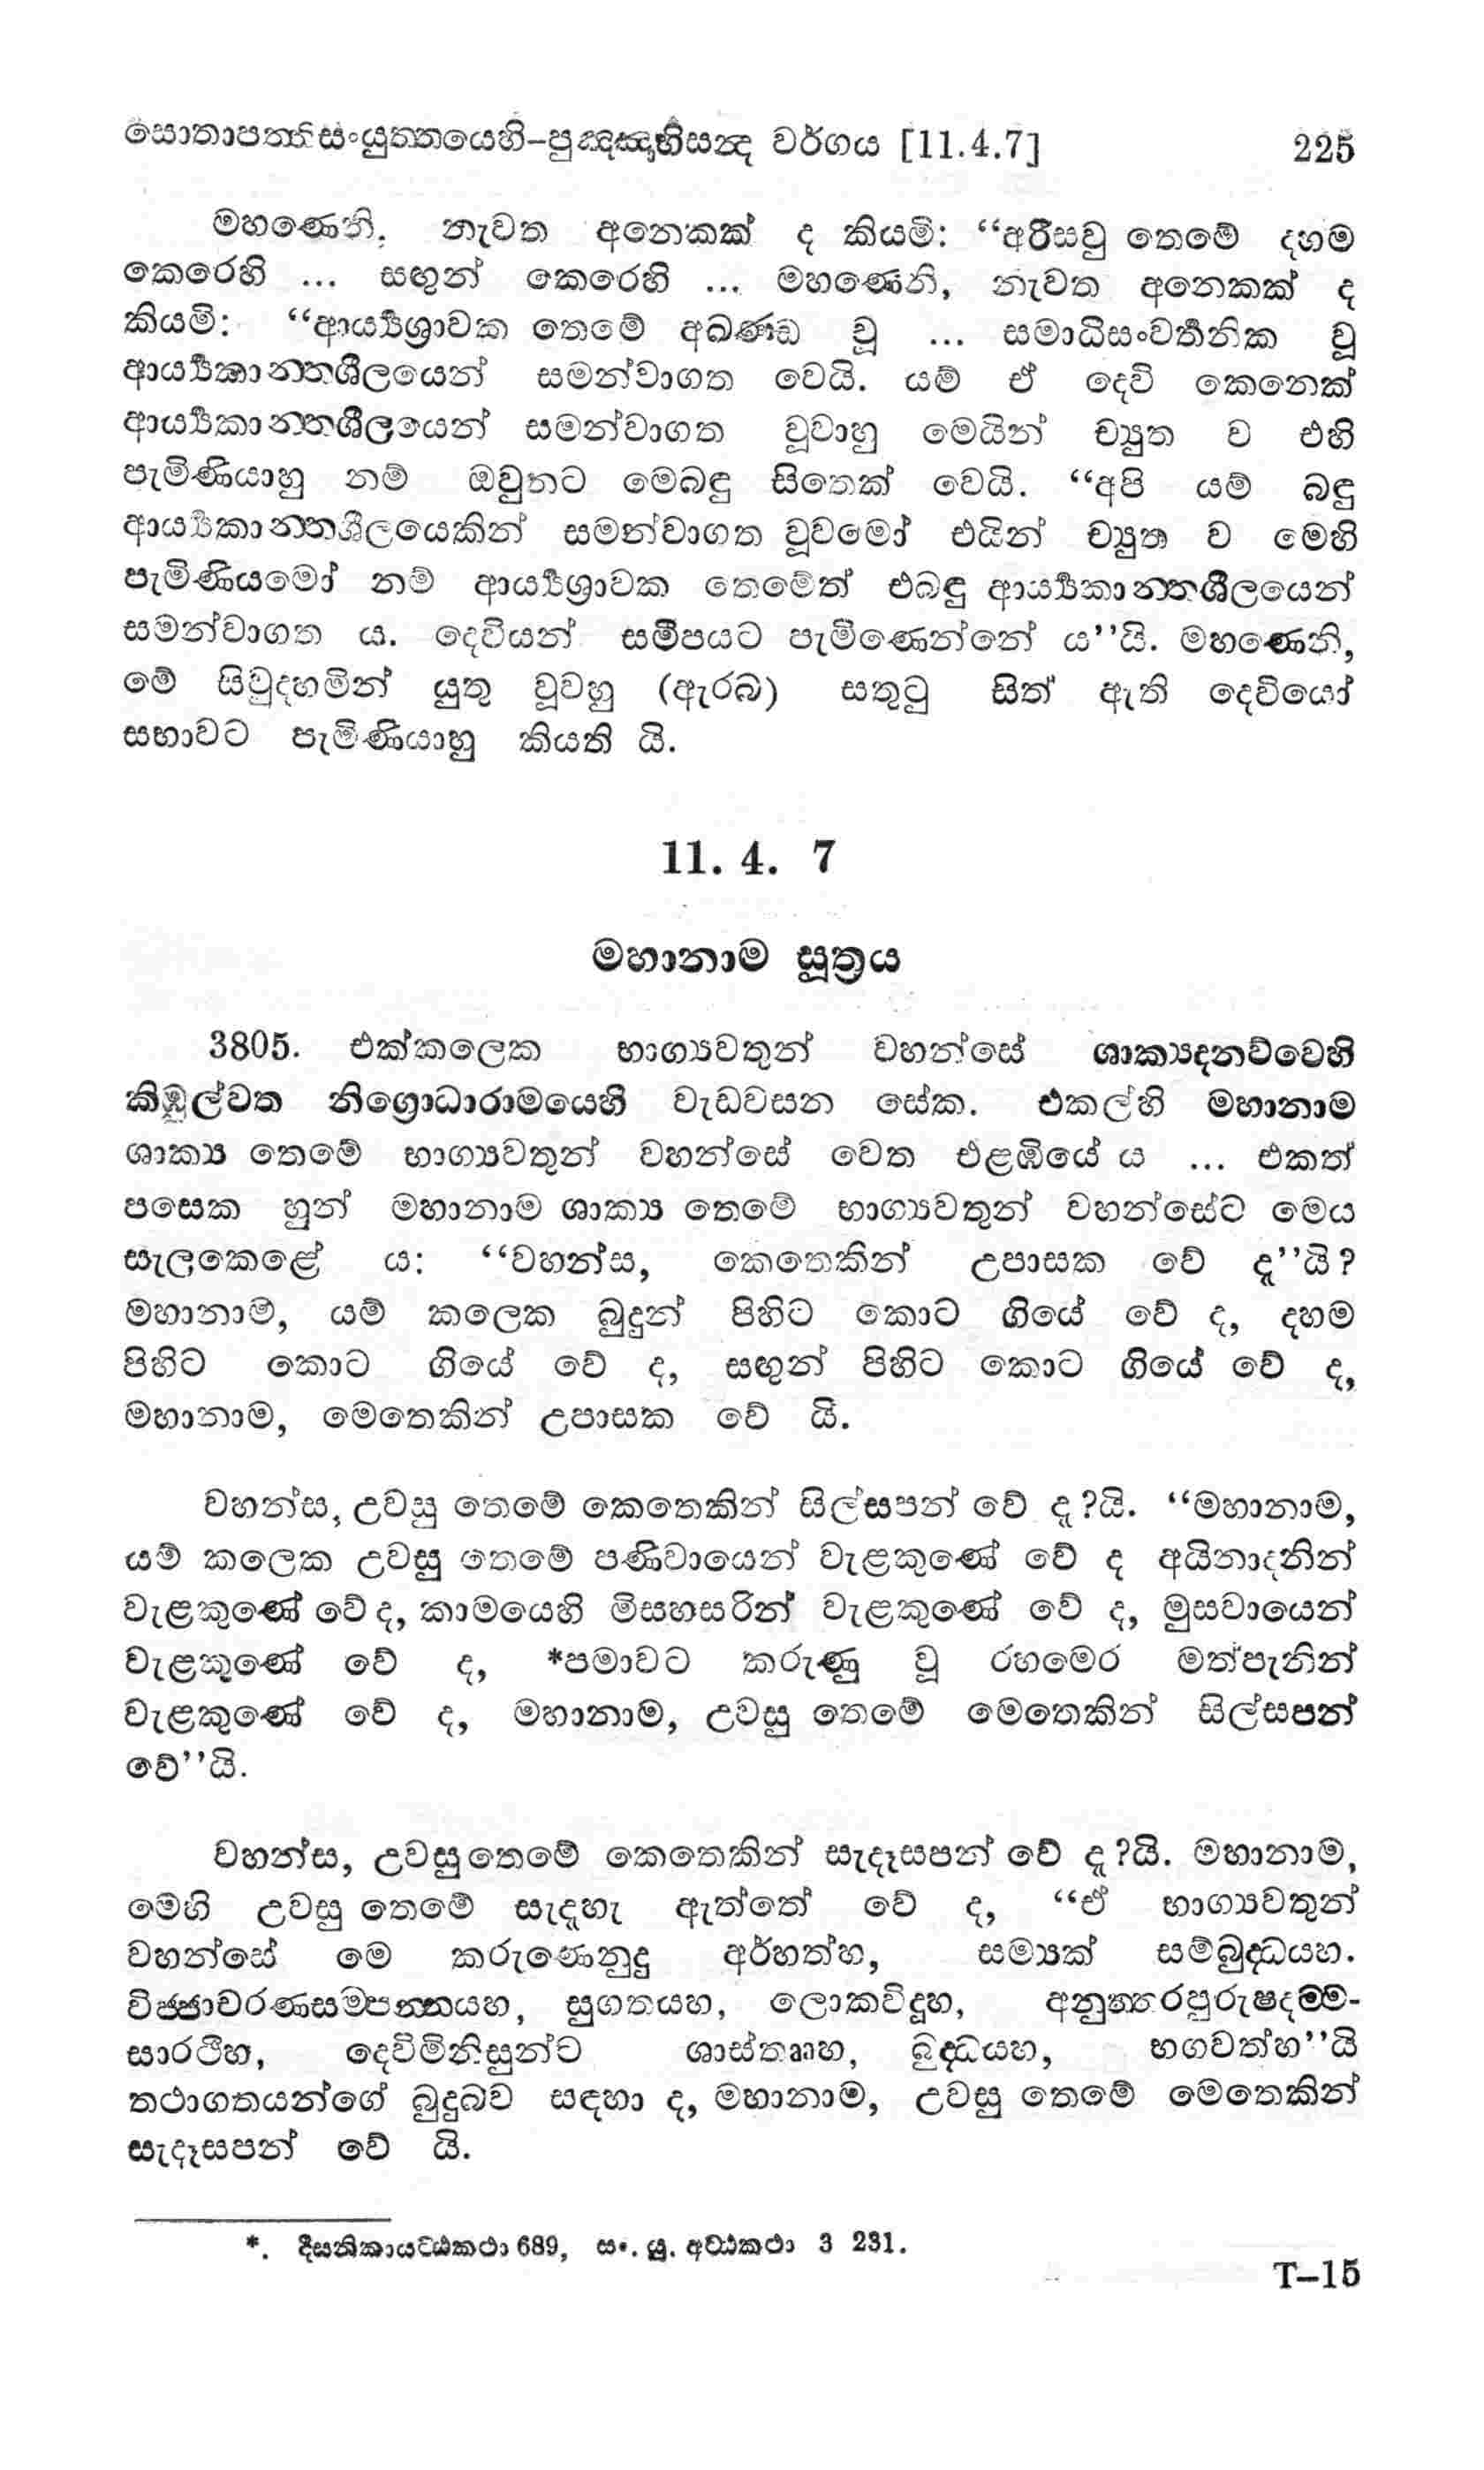 සොතාපත්තිසංයුත්තයෙහි–පුඤ්ඤාභිසන්ද වර්ගය [11.4.7] 225
මහණෙනි, නැවත අනෙකක් ද කියමි: “අරීසවු තෙමේ දහම
කෙරෙහි ... සඟුන් කෙරෙහි ... මහණෙනි, නැවත අනෙකක් ද
කියමි: “ආර්‍ය්‍යශ්‍රාවක තෙමේ අඛණ්ඩ වූ ... සමාධිසංවර්තනික වූ
ආර්‍ය්‍යකාන්තශීලයෙන් සමන්වාගත වෙයි. යම් ඒ දෙවි කෙනෙක්
ආර්‍ය්‍යකාන්තශීලයෙන් සමන්වාගත වූවාහු මෙයින් ච්‍යුත ව එහි
පැමිණියාහු නම් ඔවුනට මෙබඳු සිතෙක් වෙයි. “අපි යම් බඳු
ආර්‍ය්‍යකාන්තශීලයෙකින් සමන්වාගත වූවමෝ එයින් ච්‍යුත ව මෙහි
පැමිණියමෝ නම් ආර්‍ය්‍යශ්‍රාවක තෙමේත් එබඳු ආර්‍ය්‍යකාන්තශීලයෙන්
සමන්වාගත ය. දෙවියන් සමීපයට පැමිණෙන්නේ ය’’යි. මහණෙනි,
මේ සිවුදහමින් යුතු වූවහු (ඇරබ) සතුටු සිත් ඇති දෙවියෝ
සභාවට පැමිණියාහු කියති යි.
11. 4. 7
මහානාම සූත්‍රය
3805. එක්කලෙක භාග්‍යවතුන් වහන්සේ ශාක්‍යදනව්වෙහි
කිඹුල්වත නිග්‍රොධාරාමයෙහි වැඩවසන සේක. එකල්හි මහානාම
ශාක්‍ය තෙමේ භාග්‍යවතුන් වහන්සේ වෙත එළඹියේ ය ... එකත්
පසෙක හුන් මහානාම ශාක්‍ය තෙමේ භාග්‍යවතුන් වහන්සේට මෙය
සැලකෙළේ ය: “වහන්ස, කෙතෙකින් උපාසක වේ දැ’’යි?
මහානාම, යම් කලෙක බුදුන් පිහිට කොට ගියේ වේ ද, දහම
පිහිට කොට ගියේ වේ ද, සඟුන් පිහිට කොට ගියේ වේ ද,
මහානාම, මෙතෙකින් උපාසක වේ යි.
වහන්ස, උවසු තෙමේ කෙතෙකින් සිල්සපන් වේ දැ?යි. “මහානාම,
යම් කලෙක උවසු තෙමේ පණිවායෙන් වැළකුණේ වේ ද අයිනාදනින්
වැළකුණේ වේ ද, කාමයෙහි මිසහසරින් වැළකුණේ වේ ද, මුසවායෙන්
වැළකුණේ වේ ද, *පමාවට කරුණු වූ රහමෙර මත්පැනින්
වැළකුණේ වේ ද, මහානාම, උවසු තෙමේ මෙතෙකින් සිල්සපන්
වේ’’යි.
වහන්ස, උවසු තෙමේ කෙතෙකින් සැදෑසපන් වේ දැ?යි. මහානාම,
මෙහි උවසු තෙමේ සැදැහැ ඇත්තේ වේ ද, “ඒ භාග්‍යවතුන්
වහන්සේ මෙ කරුණෙනුදු අර්හත්හ, සම්‍යක් සම්බුද්ධයහ.
විජ්ජාචරණසම්පන්නයහ, සුගතයහ, ලොකවිදූහ, අනුත්තරපුරුෂදම්ම-
සාරථිහ, දෙව්මිනිසුන්ට ශාස්තෲහ, බුද්ධයහ, භගවත්හ’’යි
තථාගතයන්ගේ බුදුබව සඳහා ද, මහානාම, උවසු තෙමේ මෙතෙකින්
සැදෑසපන් වේ යි.
*. දීඝනිකායට්ඨකථා 689, සං. යු. අට්ඨකථා 3 231.
T–15